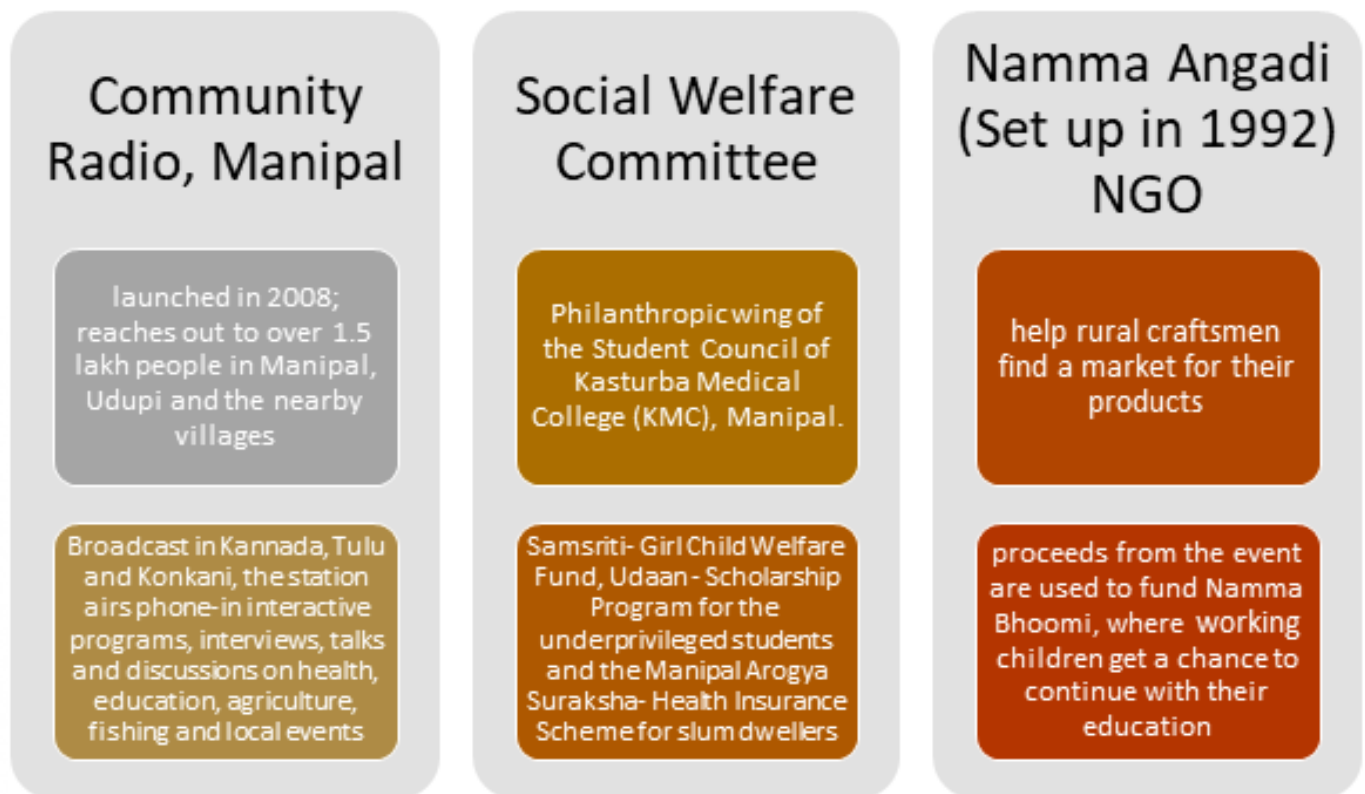 Community
Radio, Manipal
launched in 2008;
reaches out to over 1.5
lakh people in Manipal,
Udupi and the nearby
villages
Broadcast in Kannada, Tulu
and Konkani, the station
airs phone-in interactive
programs, interviews, talks
and discussions on health,
education, agriculture,
fishing and local events
Social Welfare
Committee
Philanthropic wing of
the Student Council of
Kasturba Medical
College (KMC), Manipal.
Samsriti- Girl Child Welfare
Fund, Udaan - Scholarship
Program for the
underprivileged students
and the Manipal Arogya
Suraksha- Health Insurance
Scheme for slum dwellers
Namma Angadi
(Set up in 1992)
NGO
help rural craftsmen
find a market for their
products
proceeds from the event
are used to fund Namma
Bhoomi, where working
children get a chance to
continue with their
education